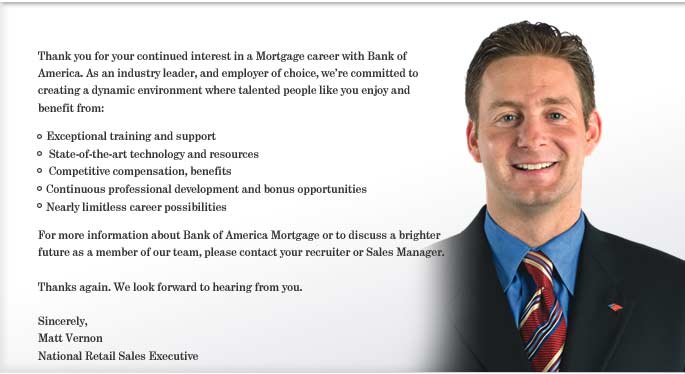 Thank you for your continued interest in a Mortgage career with Bank of
America. As an industry leader, and employer of choice, we're committed to
creating a dynamic environment where talented people like you enjoy and
benefit from:
Exceptional training and support
State-of-the-art technology and resources
Competitive compensation, benefits
Continuous professional development and bonus opportunities
Nearly limitless career possibilities
For more information about Bank of America Mortgage or to discuss a brighter
future as a member of our team, please contact your recruiter or Sales Manager.
Thanks again. We look forward to hearing from you.
Sincerely,
Matt Vernon
National Retail Sales Executive